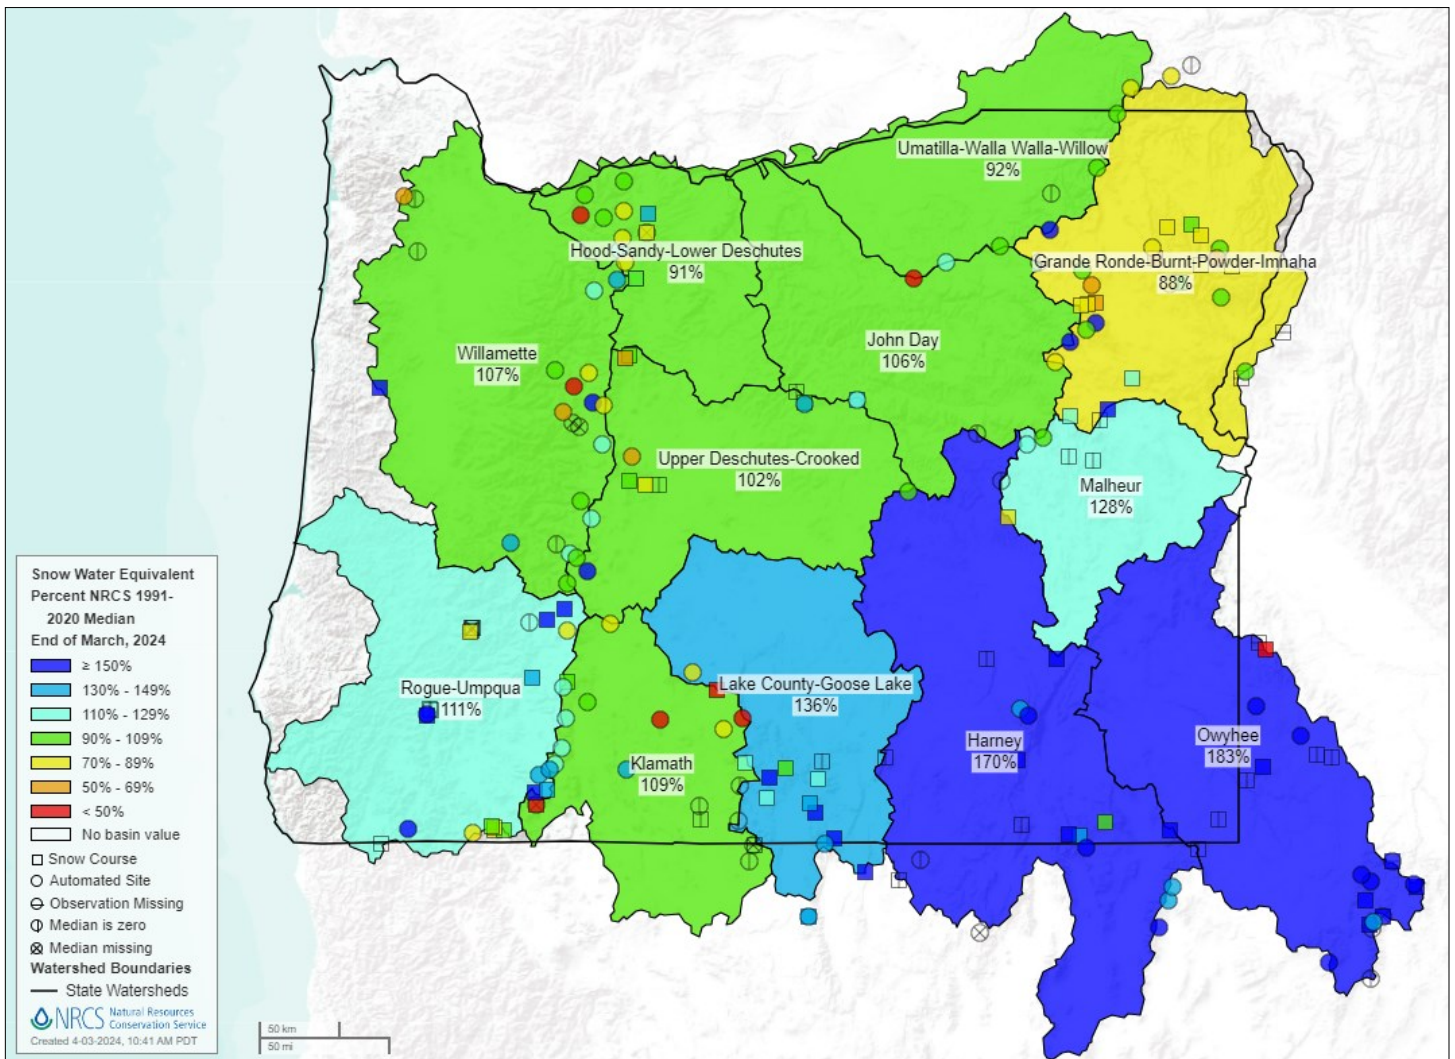 Umatilla-Walla Walla-Willow
92%
Hood-Sandy-Lower Deschutes
91%
Grande Ronde-Burnt-Powder-Imnaha
88%
John Day
106%
Willamette
107%
Upper Deschutes-Crooked
102%
Malheur
128%
Rogue-Umpqua
111%
Lake County-Goose Lake
136%
Klamath
109%
Harney
170%
Owyhee
183%
Snow Water Equivalent
Percent NRCS 1991-
2020 Median
End of March, 2024
≥ 150%
130% - 149%
110% - 129%
90% - 109%
70% - 89%
50% - 69%
< 50%
No basin value
Snow Course
Automated Site
Observation Missing
Median is zero
Median missing
Watershed Boundaries
State Watersheds
NRCS Natural Resources
Conservation Service
Created 4-03-2024, 10:41 AM PDT
50 km
50 mi